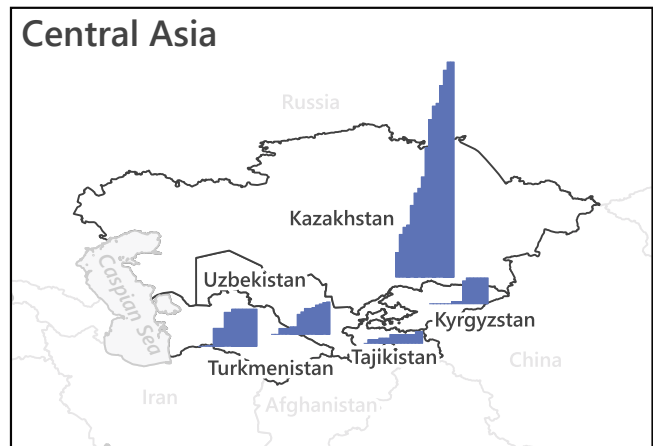 Central Asia
Russia
Kazakhstan
Caspian Sea
Uzbekistan
Kyrgyzstan
Turkmenistan
Tajikistan
China
Iran
Afghanistan